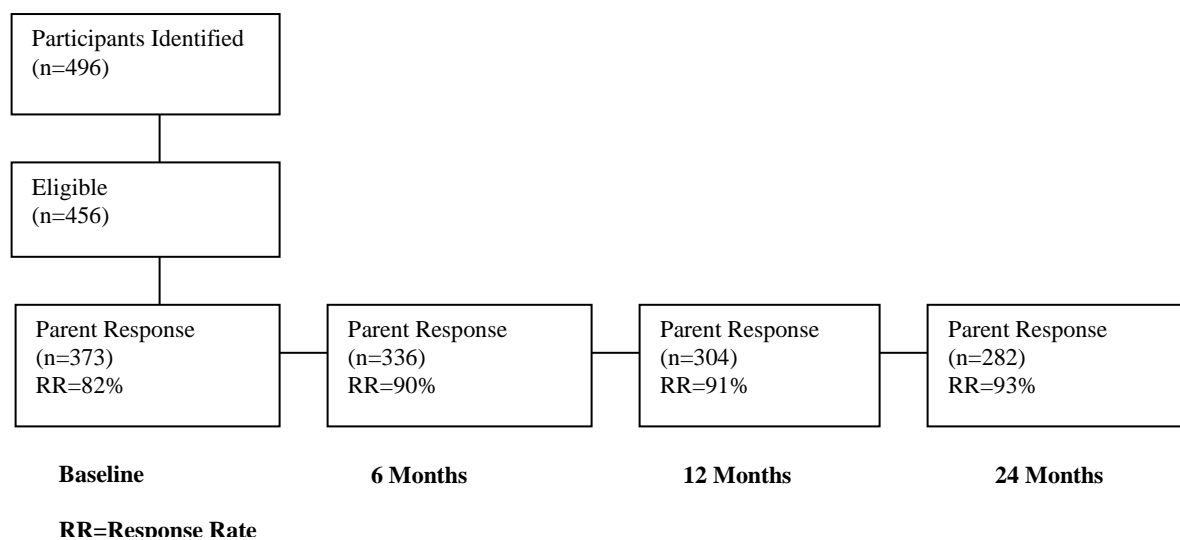 Participants Identified
(n=496)
Eligible
(n=456)
Parent Response
(n=373)
RR=82%
Parent Response
(n=336)
RR=90%
Parent Response
(n=304)
RR=91%
Parent Response
(n=282)
RR=93%
Baseline
6 Months
12 Months
24 Months
RR=Response Rate